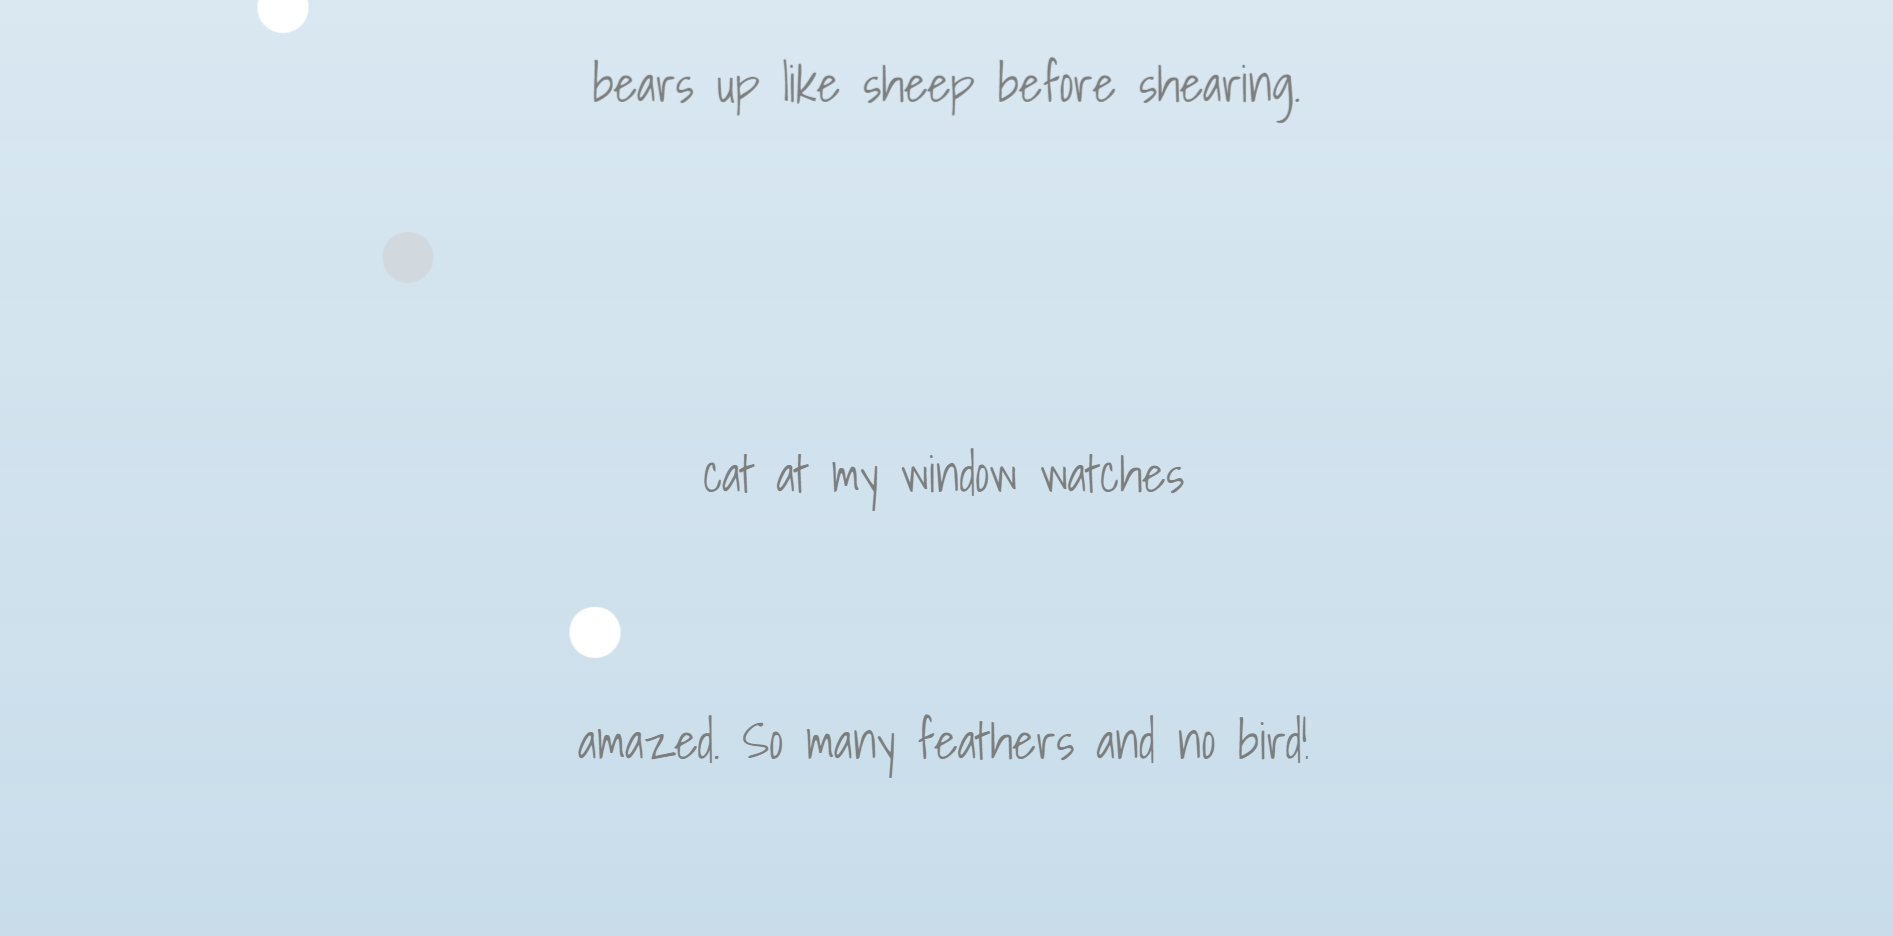 bears up like sheep before shearing.
cat at my window watches
amazed. So many feathers and no bird!